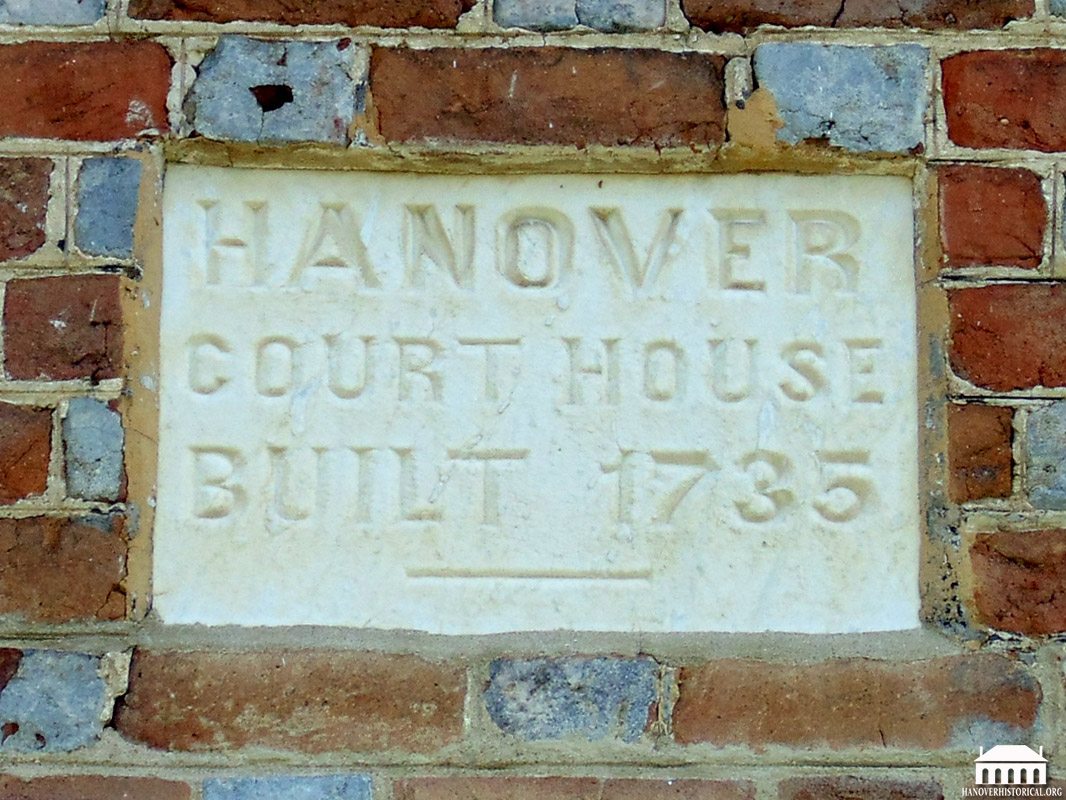 HANOVER
COURT HOUSE
BUILT 1735
HANOVERHISTORICAL.ORG